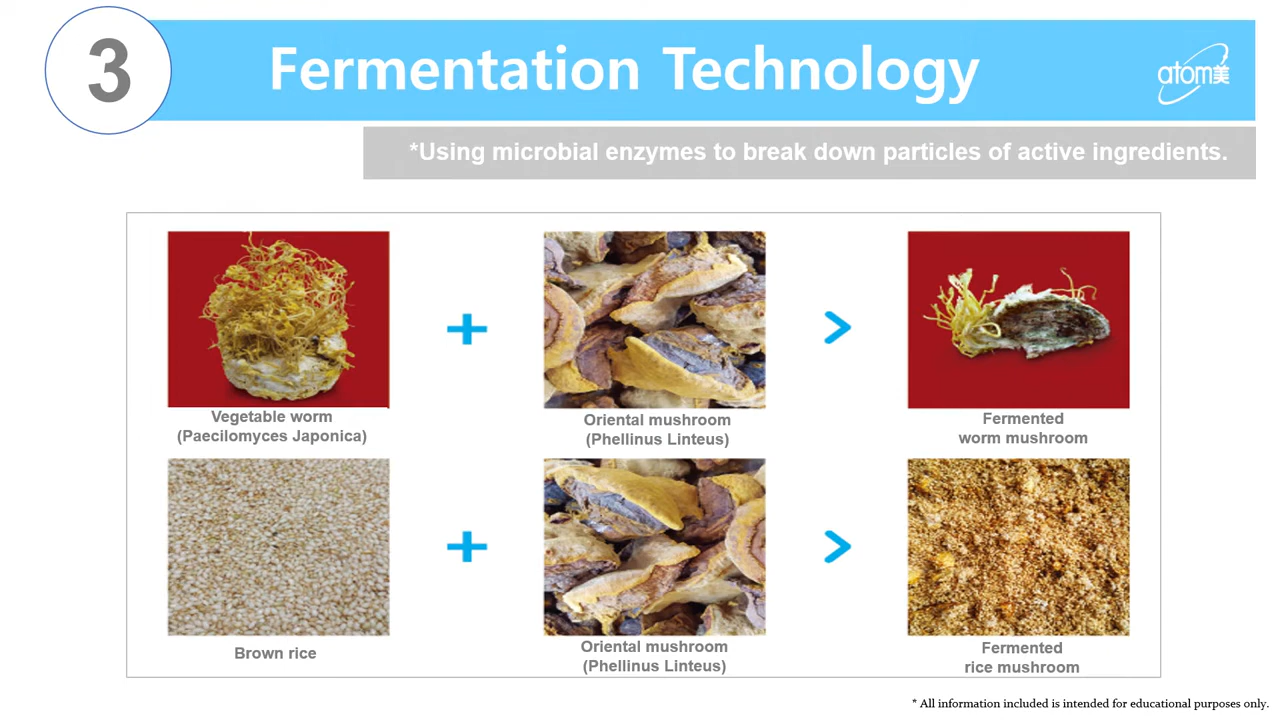 3
Fermentation Technology
atom美
*Using microbial enzymes to break down particles of active ingredients.
Vegetable worm
(Paecilomyces Japonica)
+
Oriental mushroom
(Phellinus Linteus)
>
Fermented
worm mushroom
Brown rice
+
Oriental mushroom
(Phellinus Linteus)
>
Fermented
rice mushroom
* All information included is intended for educational purposes only.